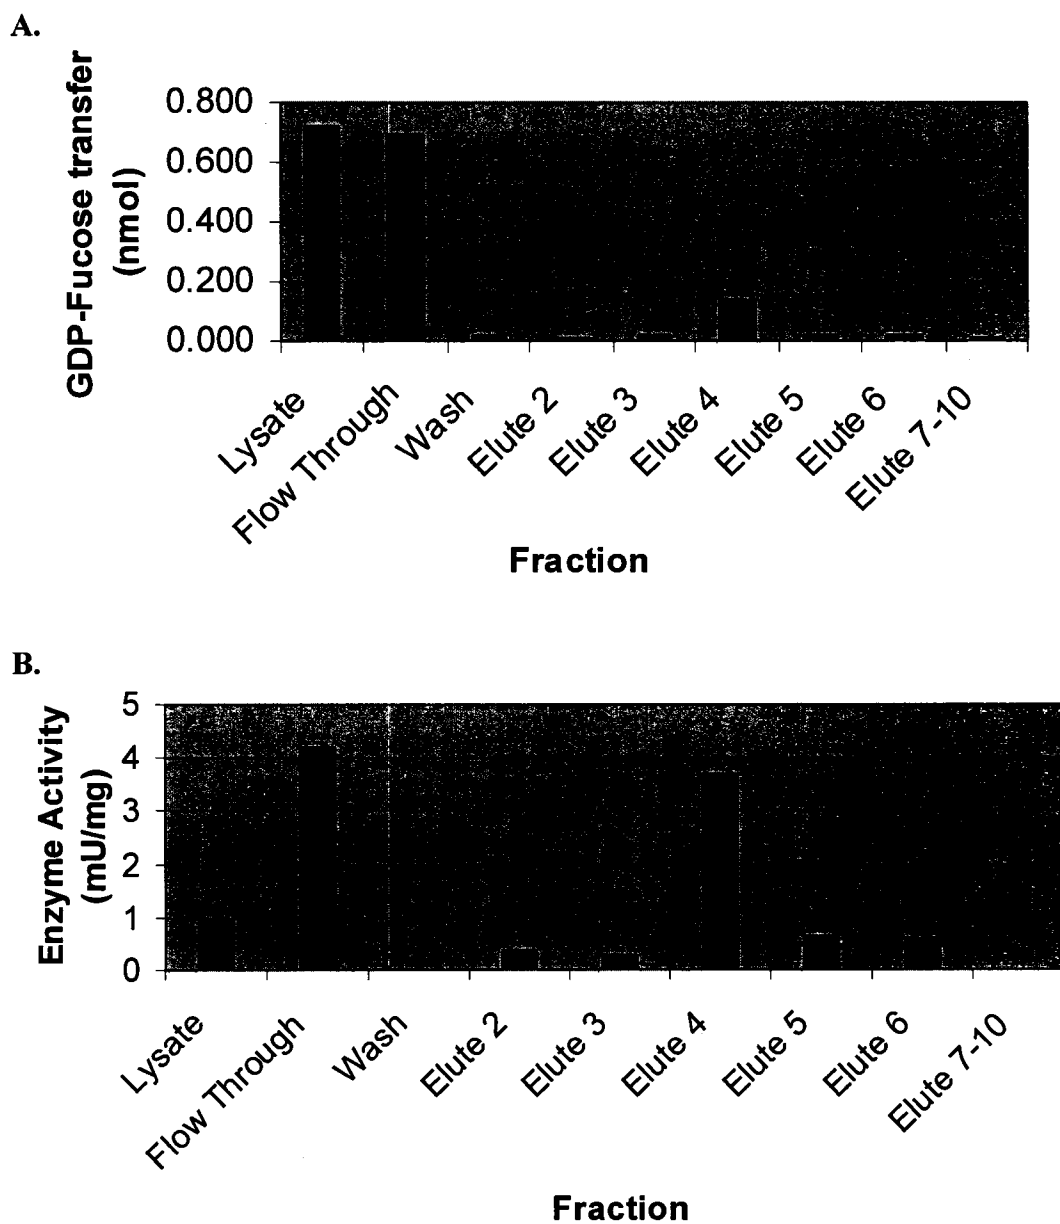 A.
GDP-Fucose transfer
(nmol)
0.800
0.600
0.400
0.200
0.000
Lysate
Flow Through
Wash
Elute 2
Elute 3
Elute 4
Elute 5
Elute 6
Elute 7-10
Fraction
B.
Enzyme Activity
(mU/mg)
5
4
3
2
1
0
Lysate
Flow Through
Wash
Elute 2
Elute 3
Elute 4
Elute 5
Elute 6
Elute 7-10
Fraction